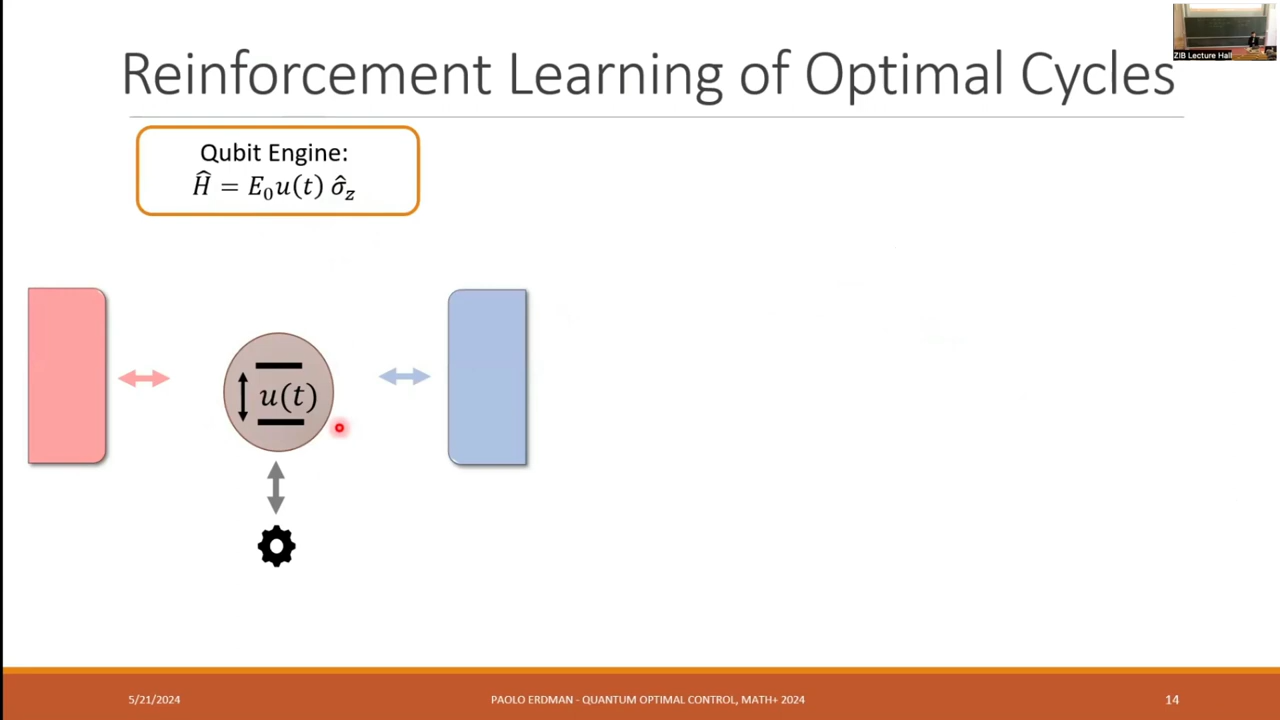 Reinforcement Learning of Optimal Cycles
ZIB Lecture Hall
Qubit Engine:
Ĥ = E₀u(t) σ̂_z
u(t)
5/21/2024
PAOLO ERDMAN - QUANTUM OPTIMAL CONTROL, MATH+ 2024
14